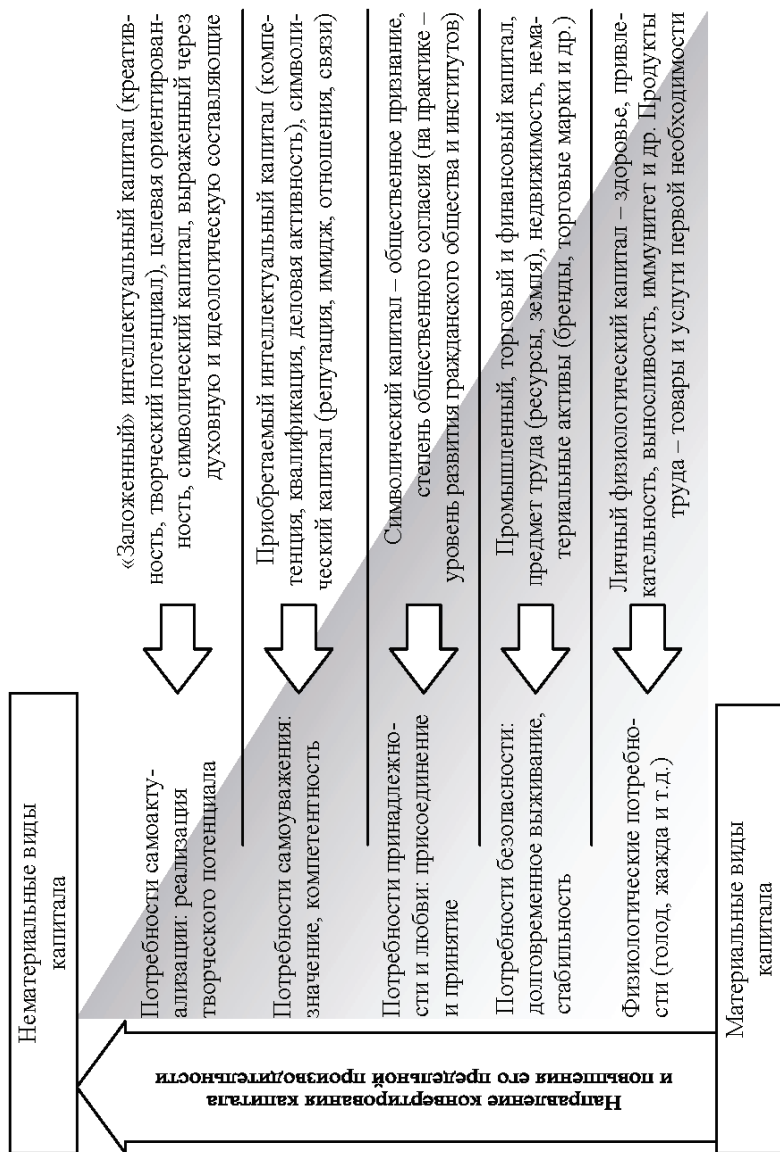 Нематериальные виды
капитала
Потребности самоакту-
ализации: реализация
творческого потенциала
«Заложенный» интеллектуальный капитал (креатив-
ность, творческий потенциал), целевая ориентирован-
ность, символический капитал, выраженный через
духовную и идеологическую составляющие
Потребности самоуважения:
значение, компетентность
Приобретаемый интеллектуальный капитал (компе-
тенция, квалификация, деловая активность), символи-
ческий капитал (репутация, имидж, отношения, связи)
Потребности принадлежно-
сти и любви: присоединение
и принятие
Символический капитал – общественное признание,
степень общественного согласия (на практике –
уровень развития гражданского общества и институтов)
Потребности безопасности:
долговременное выживание,
стабильность
Промышленный, торговый и финансовый капитал,
предмет труда (ресурсы, земля), недвижимость, нема-
териальные активы (бренды, торговые марки и др.)
Физиологические потребно-
сти (голод, жажда и т.д.)
Личный физиологический капитал – здоровье, привле-
кательность, выносливость, иммунитет и др. Продукты
труда – товары и услуги первой необходимости
Материальные виды
капитала
Направление конвертирования капитала
и повышения его предельной производительности